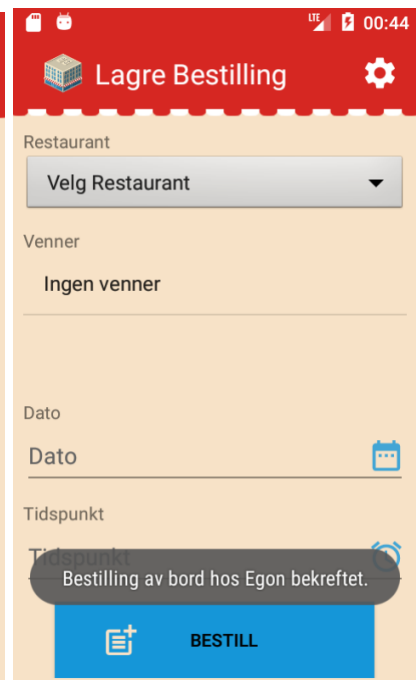 LTE 00:44
Lagre Bestilling
Restaurant
Velg Restaurant
Venner
Ingen venner
Dato
Dato
Tidspunkt
Tidspunkt
Bestilling av bord hos Egon bekreftet.
BESTILL